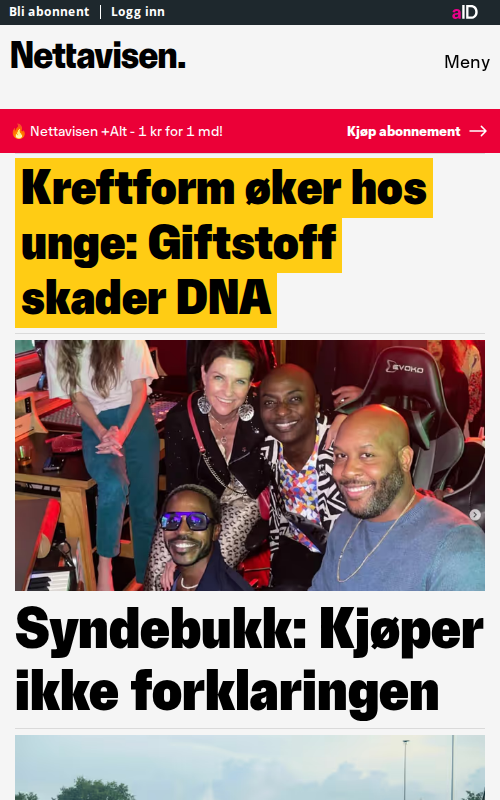 Bli abonnent | Logg inn
aID
Nettavisen.
Meny
🔥 Nettavisen +Alt - 1 kr for 1 md!
Kjøp abonnement →
Kreftform øker hos
unge: Giftstoff
skader DNA
EVOKO
Syndebukk: Kjøper
ikke forklaringen